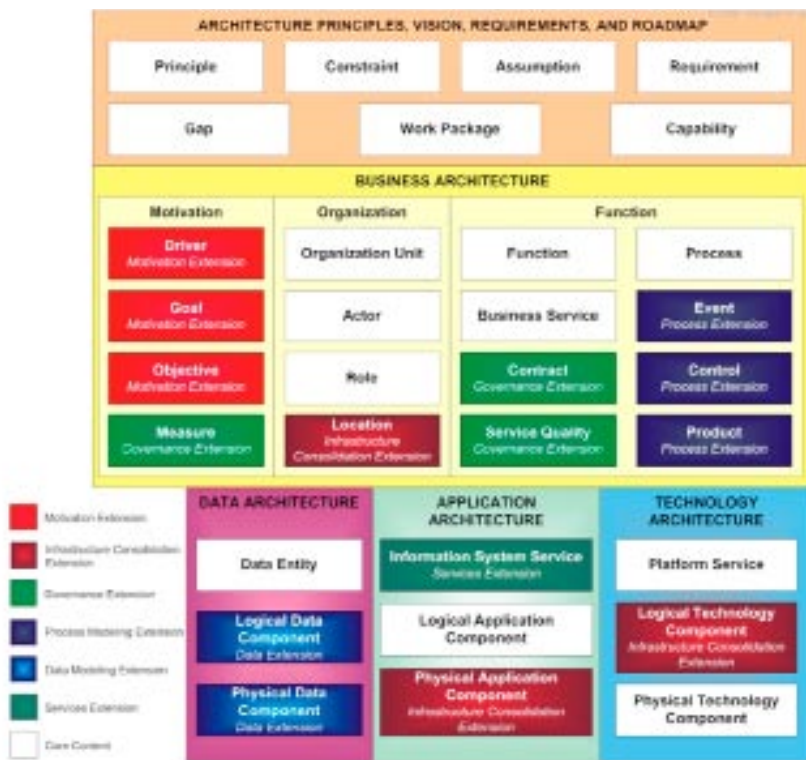 ARCHITECTURE PRINCIPLES, VISION, REQUIREMENTS, AND ROADMAP
Principle
Constraint
Assumption
Requirement
Gap
Work Package
Capability
BUSINESS ARCHITECTURE
Motivation
Organization
Function
Driver
Motivation Extension
Organization Unit
Function
Process
Goal
Motivation Extension
Actor
Business Service
Event
Process Extension
Objective
Motivation Extension
Role
Contract
Governance Extension
Control
Process Extension
Measure
Governance Extension
Location
Infrastructure
Consolidation Extension
Service Quality
Governance Extension
Product
Process Extension
Motivation Extension
Infrastructure Consolidation
Extension
Governance Extension
Process Modeling Extension
Data Modeling Extension
Services Extension
Core Content
DATA ARCHITECTURE
Data Entity
Logical Data
Component
Data Extension
Physical Data
Component
Data Extension
APPLICATION
ARCHITECTURE
Information System Service
Services Extension
Logical Application
Component
Physical Application
Component
Infrastructure Consolidation
Extension
TECHNOLOGY
ARCHITECTURE
Platform Service
Logical Technology
Component
Infrastructure Consolidation
Extension
Physical Technology
Component